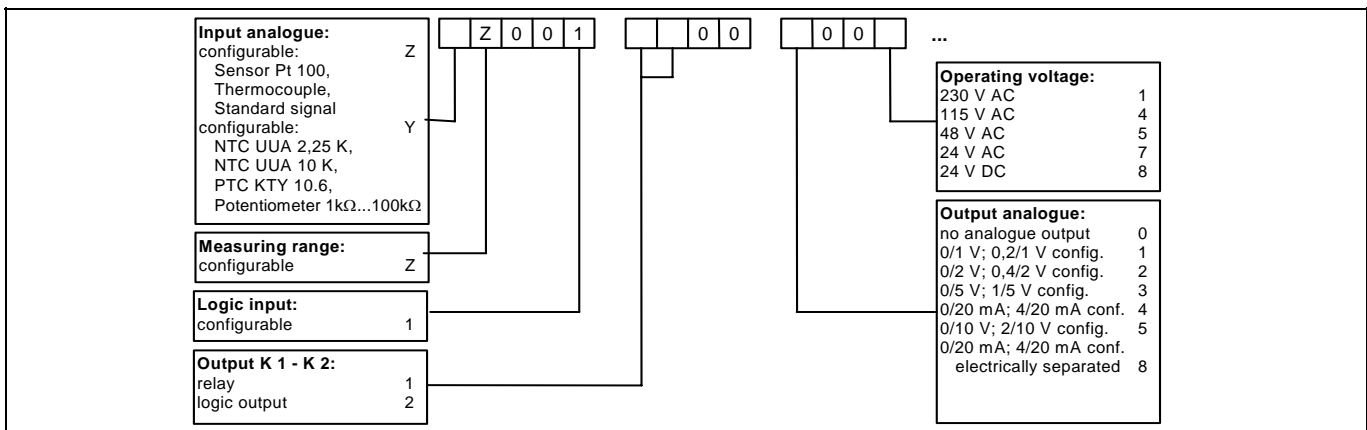 Input analogue:
configurable: Z
Sensor Pt 100,
Thermocouple,
Standard signal
configurable: Y
NTC UUA 2,25 K,
NTC UUA 10 K,
PTC KTY 10.6,
Potentiometer 1kΩ...100kΩ
Measuring range:
configurable Z
Logic input:
configurable 1
Output K 1 - K 2:
relay 1
logic output 2
Z 0 0 1 0 0 0 0 ...
Operating voltage:
230 V AC 1
115 V AC 4
48 V AC 5
24 V AC 7
24 V DC 8
Output analogue:
no analogue output 0
0/1 V; 0,2/1 V config. 1
0/2 V; 0,4/2 V config. 2
0/5 V; 1/5 V config. 3
0/20 mA; 4/20 mA conf. 4
0/10 V; 2/10 V config. 5
0/20 mA; 4/20 mA conf.
electrically separated 8